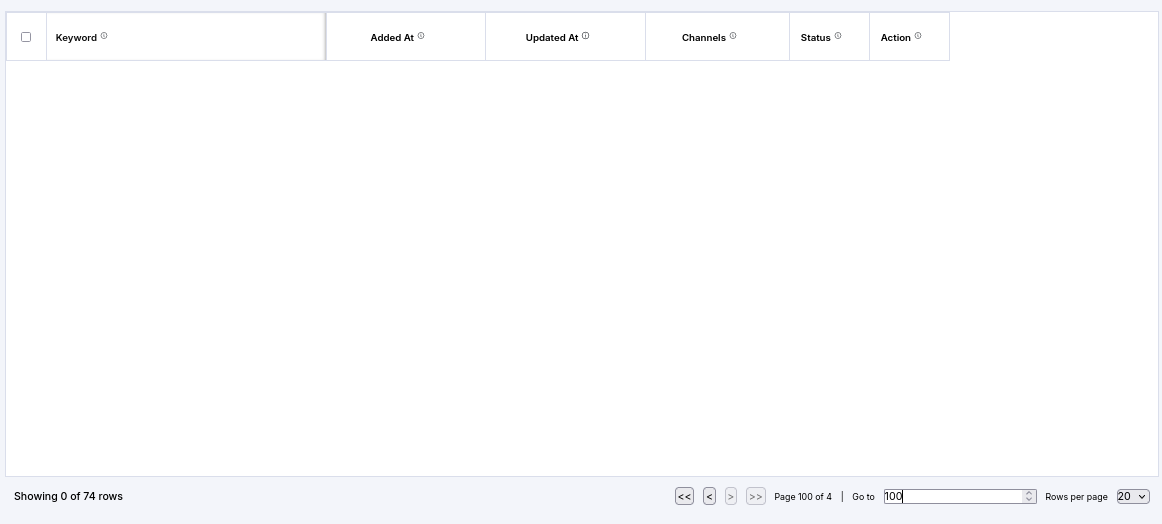 Keyword Added At Updated At Channels Status Action
Showing 0 of 74 rows << < > >> Page 100 of 4 | Go to 100 Rows per page 20